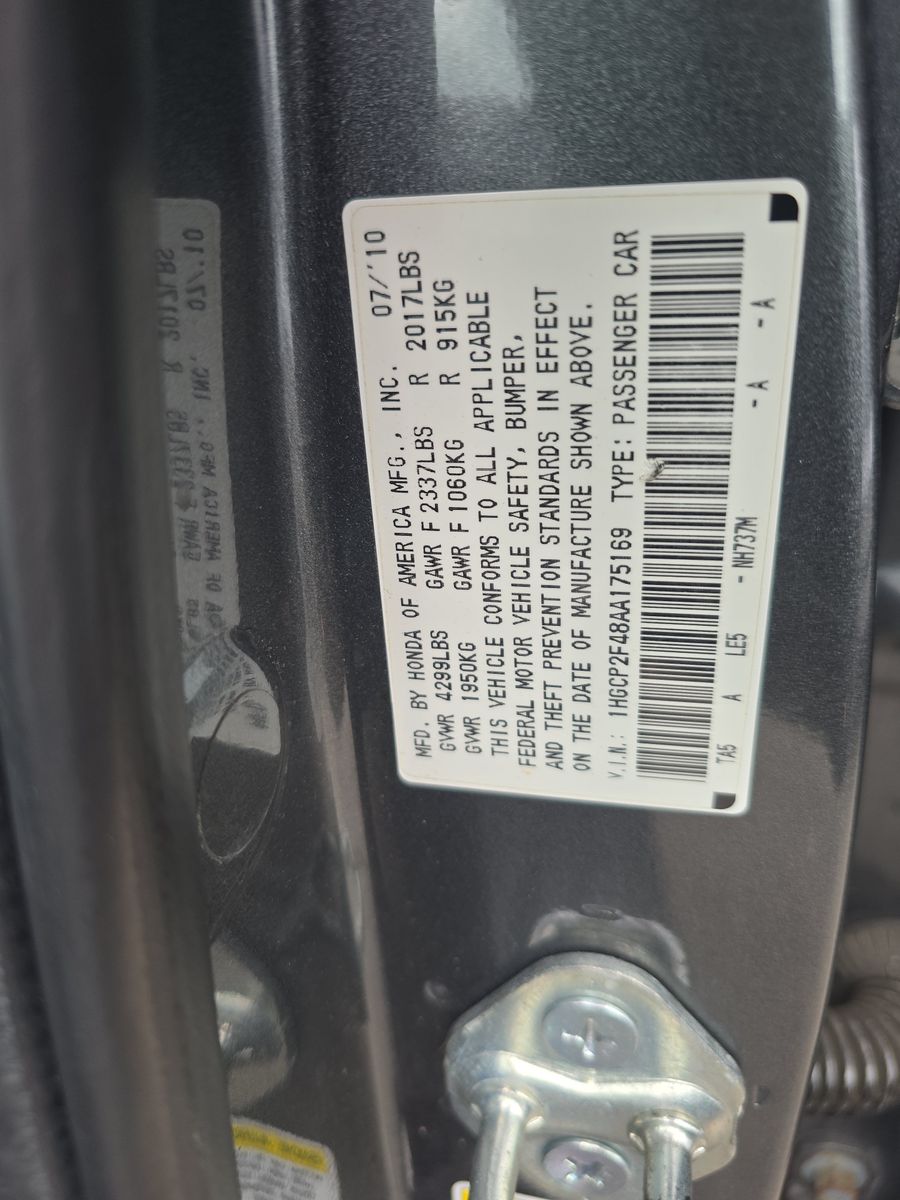 MFD. BY HONDA OF AMERICA MFG., INC. 07/'10
GVWR 4299LBS GAWR F 2337LBS R 2017LBS
GVWR 1950KG GAWR F 1060KG R 915KG
THIS VEHICLE CONFORMS TO ALL APPLICABLE
FEDERAL MOTOR VEHICLE SAFETY, BUMPER,
AND THEFT PREVENTION STANDARDS IN EFFECT
ON THE DATE OF MANUFACTURE SHOWN ABOVE.
V.I.N.: 1HGCP2F48AA175169 TYPE: PASSENGER CAR
TA5 A LE5 - NH737M - A - A